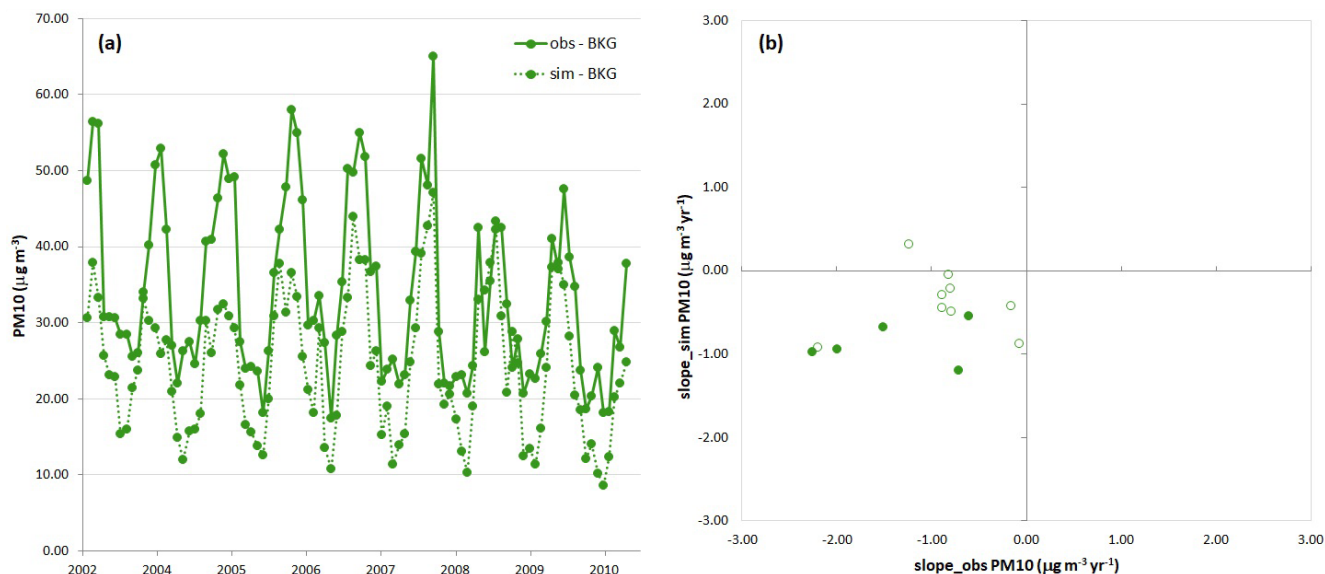 (a)
obs - BKG
sim - BKG
PM10 (µg m-3)
70.00
60.00
50.00
40.00
30.00
20.00
10.00
0.00
2002 2004 2005 2006 2007 2008 2009 2010
(b)
slope_sim PM10 (µg m-3 yr-1)
3.00
2.00
1.00
0.00
-1.00
-2.00
-3.00
-3.00 -2.00 -1.00 0.00 1.00 2.00 3.00
slope_obs PM10 (µg m-3 yr-1)